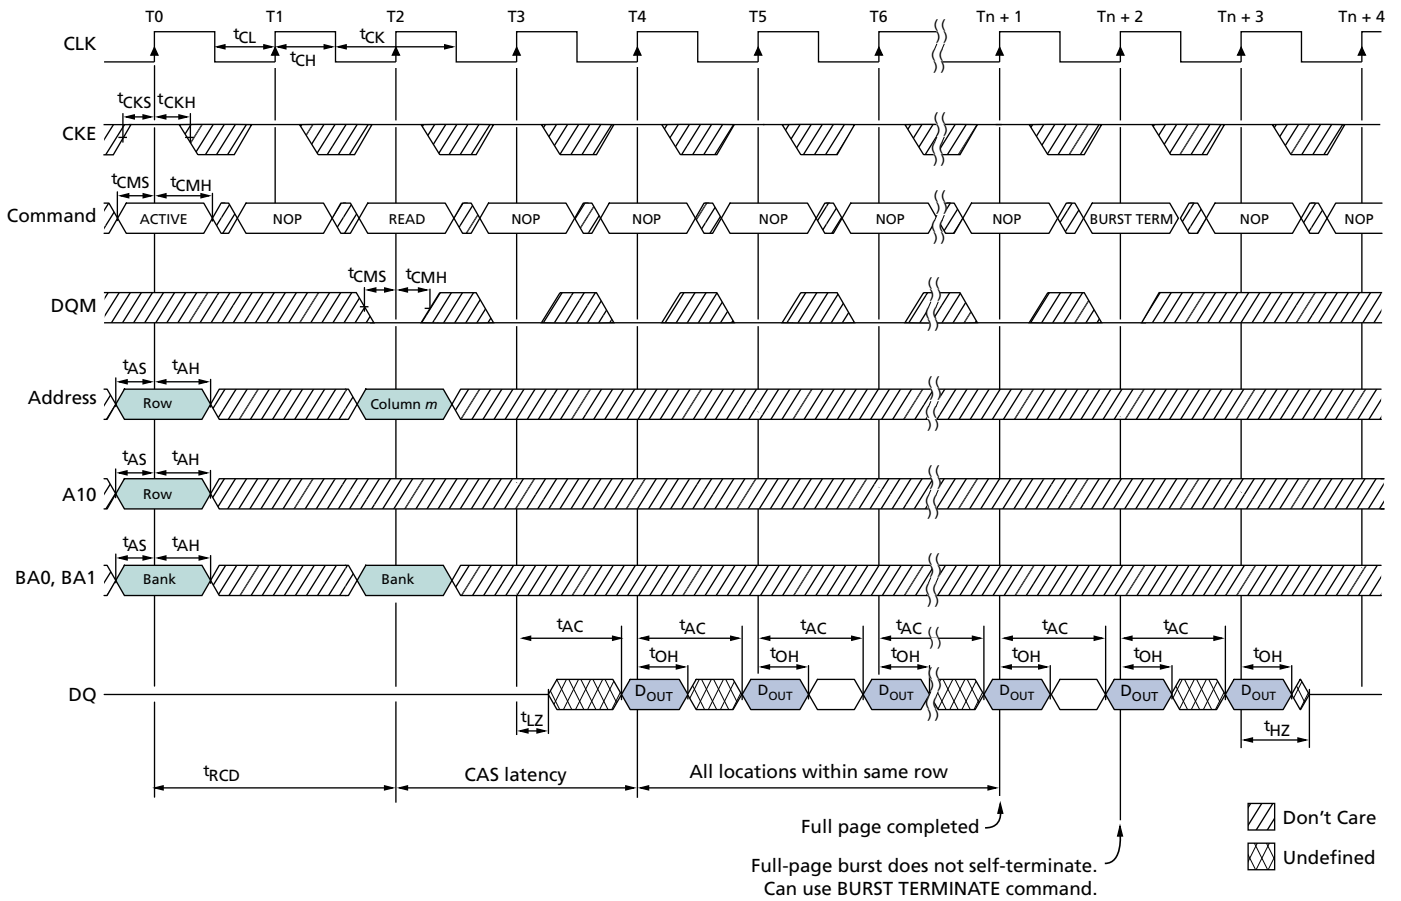 T0 T1 T2 T3 T4 T5 T6 Tn + 1 Tn + 2 Tn + 3 Tn + 4
CLK tCL tCH tCK
tCKS tCKH
CKE
tCMS tCMH
Command ACTIVE NOP READ NOP NOP NOP NOP NOP BURST TERM NOP NOP
tCMS tCMH
DQM
tAS tAH
Address Row Column m
tAS tAH
A10 Row
tAS tAH
BA0, BA1 Bank Bank
tAC tAC tAC tAC tAC tAC
tOH tOH tOH tOH tOH tOH
DQ DOUT DOUT DOUT DOUT DOUT DOUT
tLZ tHZ
tRCD CAS latency All locations within same row
Full page completed
Full-page burst does not self-terminate.
Can use BURST TERMINATE command.
Don't Care
Undefined